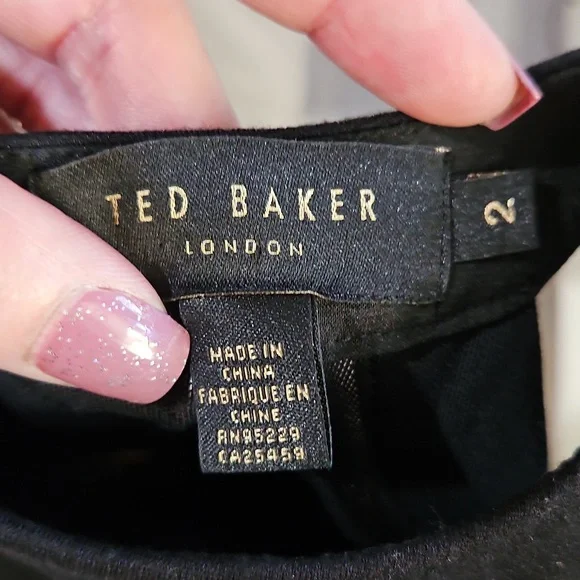 TED BAKER
LONDON
2
MADE IN
CHINA
FABRIQUE EN
CHINE
RN95229
CA25459